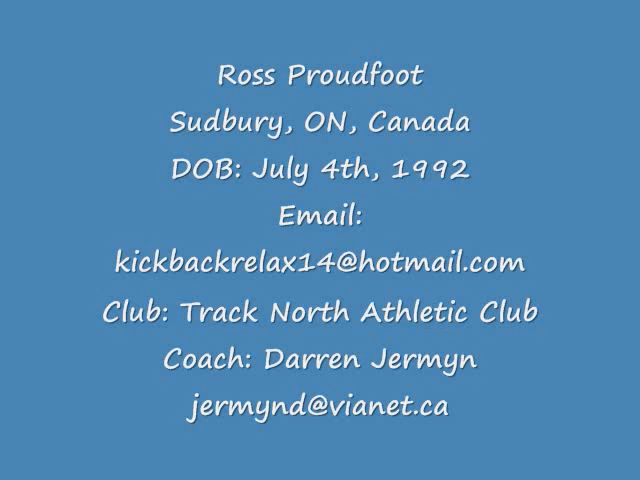 Ross Proudfoot
Sudbury, ON, Canada
DOB: July 4th, 1992
Email:
kickbackrelax14@hotmail.com
Club: Track North Athletic Club
Coach: Darren Jermyn
jermynd@vianet.ca